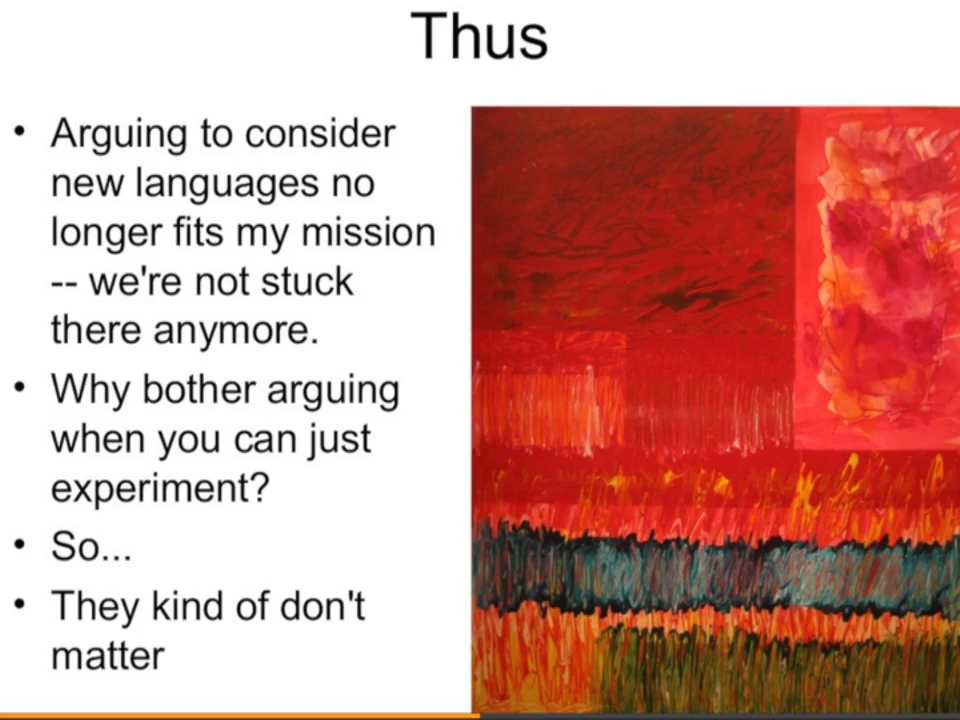 Thus
• Arguing to consider
new languages no
longer fits my mission
-- we're not stuck
there anymore.
• Why bother arguing
when you can just
experiment?
• So...
• They kind of don't
matter